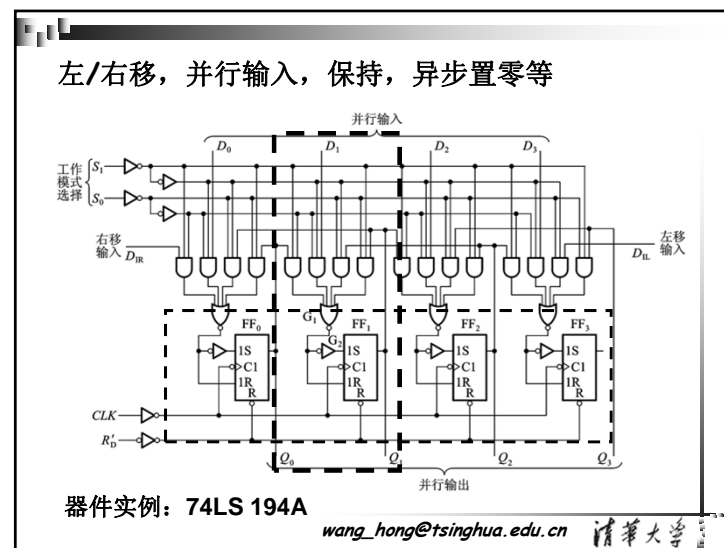 左/右移，并行输入，保持，异步置零等
并行输入
D0 D1 D2 D3
工作模式选择 S1 S0
右移输入 DIR
左移输入 DIL
G1
G2
FF0 FF1 FF2 FF3
1S 1S 1S 1S
C1 C1 C1 C1
1R 1R 1R 1R
R R R R
CLK
R'D
Q0 Q1 Q2 Q3
并行输出
器件实例：74LS 194A
wang_hong@tsinghua.edu.cn
清华大学